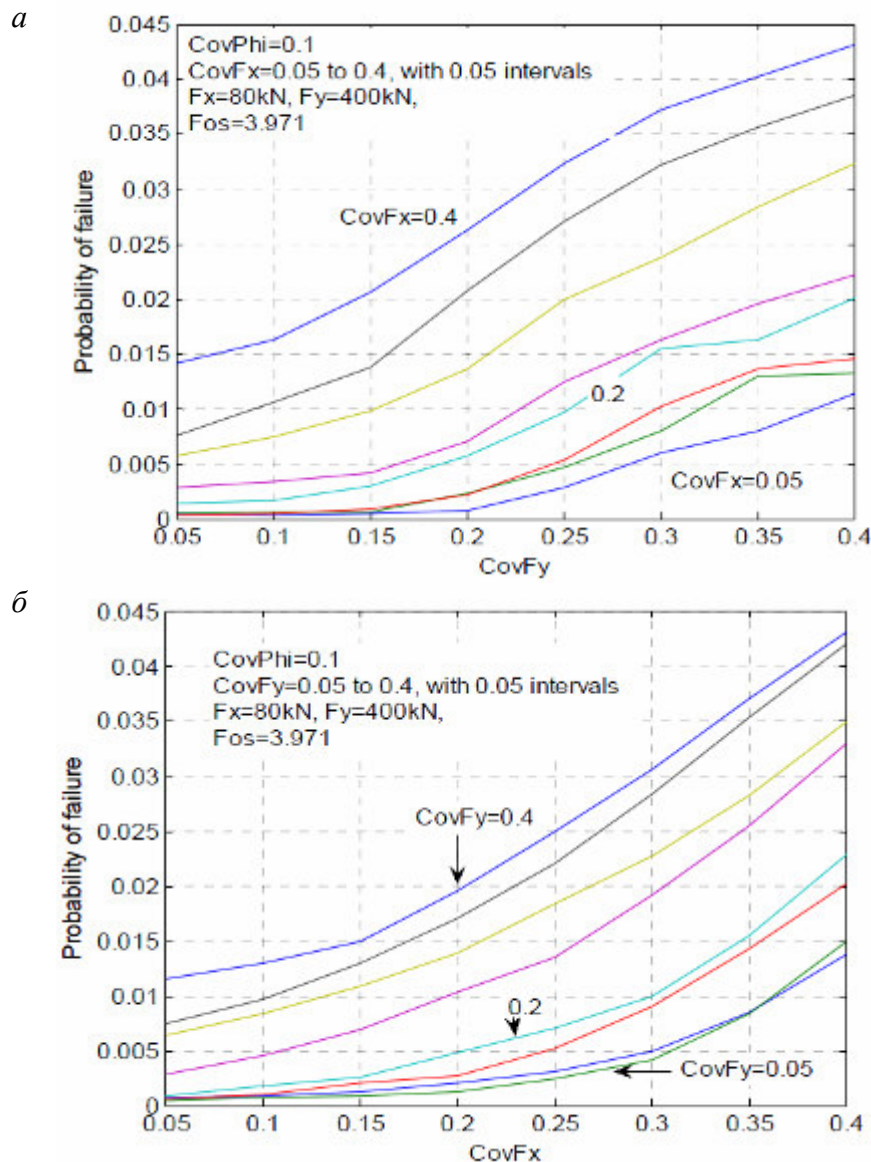 а
0.045
0.04
0.035
0.03
0.025
0.02
0.015
0.01
0.005
0
Probability of failure
CovPhi=0.1
CovFx=0.05 to 0.4, with 0.05 intervals
Fx=80kN, Fy=400kN,
Fos=3.971
CovFx=0.4
0.2
CovFx=0.05
0.05 0.1 0.15 0.2 0.25 0.3 0.35 0.4
CovFy
б
0.045
0.04
0.035
0.03
0.025
0.02
0.015
0.01
0.005
0
Probability of failure
CovPhi=0.1
CovFy=0.05 to 0.4, with 0.05 intervals
Fx=80kN, Fy=400kN,
Fos=3.971
CovFy=0.4
0.2
CovFy=0.05
0.05 0.1 0.15 0.2 0.25 0.3 0.35 0.4
CovFx